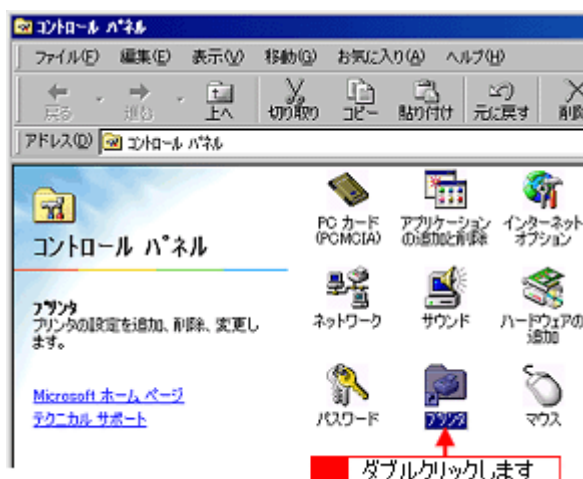 コントロール パネル
ファイル(F) 編集(E) 表示(V) 移動(G) お気に入り(A) ヘルプ(H)
戻る 進む 上へ 切り取り コピー 貼り付け 元に戻す 削除
アドレス(D) コントロール パネル
コントロール パネル
プリンタ
プリンタの設定を追加、削除、変更し
ます。
Microsoft ホーム ページ
テクニカル サポート
PC カード
(PCMCIA)
アプリケーション
の追加と削除
インターネット
オプション
ネットワーク
サウンド
ハードウェアの
追加
パスワード
プリンタ
マウス
ダブルクリックします